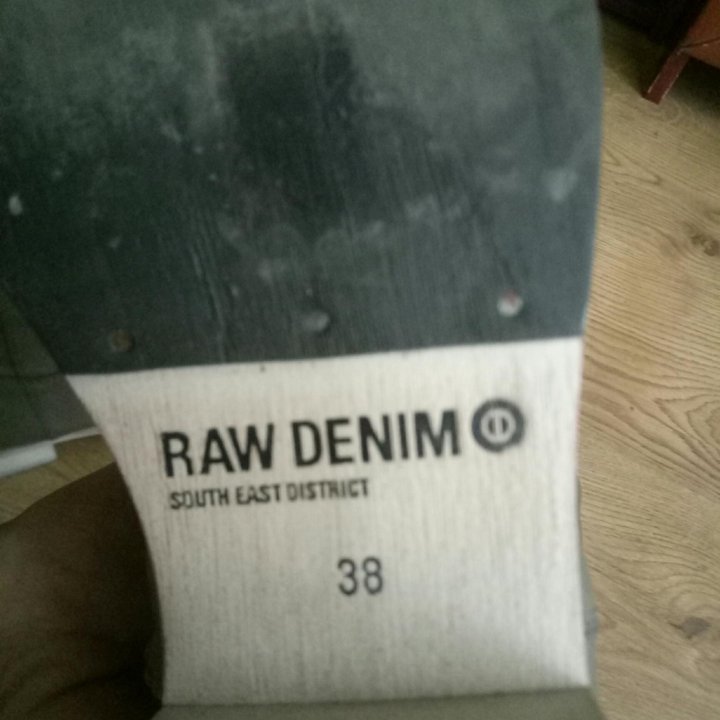 RAW DENIM
SOUTH EAST DISTRICT
38